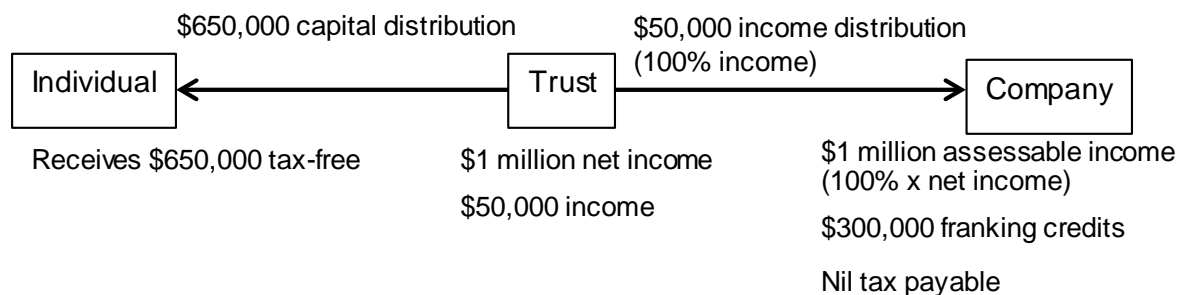 $650,000 capital distribution
$50,000 income distribution
(100% income)
Individual
Trust
Company
Receives $650,000 tax-free
$1 million net income
$50,000 income
$1 million assessable income
(100% x net income)
$300,000 franking credits
Nil tax payable